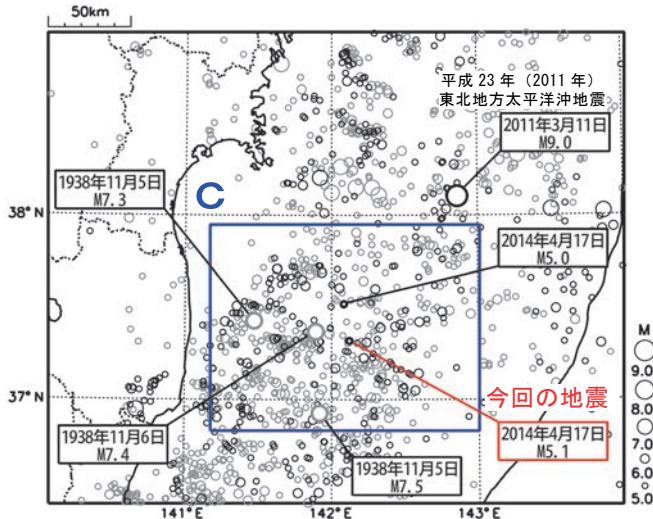 50km
平成 23 年（2011 年）
東北地方太平洋沖地震
2011年3月11日
M9.0
1938年11月5日
M7.3
C
38° N
2014年4月17日
M5.0
M
9.0
8.0
7.0
6.0
5.0
37° N
今回の地震
2014年4月17日
M5.1
1938年11月6日
M7.4
1938年11月5日
M7.5
141° E
142° E
143° E